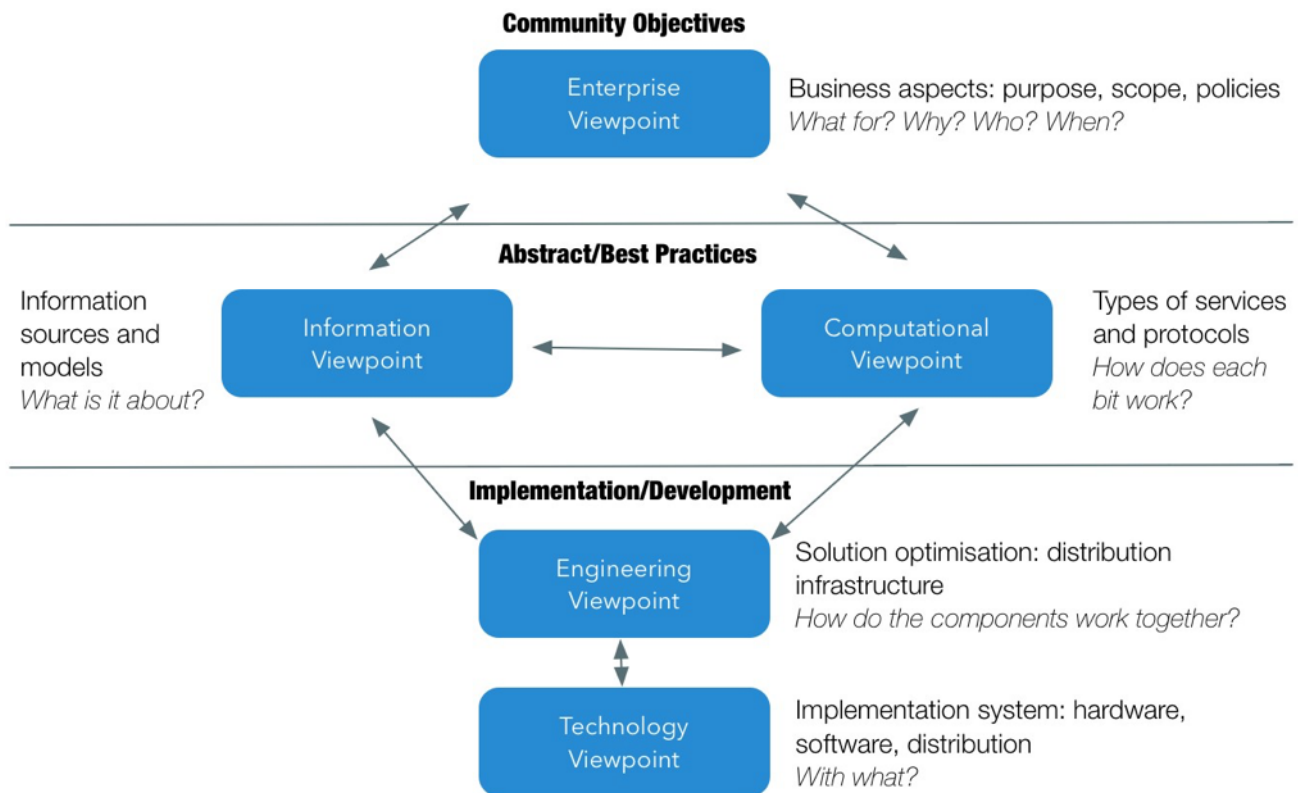 Community Objectives
Enterprise
Viewpoint
Business aspects: purpose, scope, policies
What for? Why? Who? When?
Abstract/Best Practices
Information
sources and
models
What is it about?
Information
Viewpoint
Computational
Viewpoint
Types of services
and protocols
How does each
bit work?
Implementation/Development
Engineering
Viewpoint
Solution optimisation: distribution
infrastructure
How do the components work together?
Technology
Viewpoint
Implementation system: hardware,
software, distribution
With what?